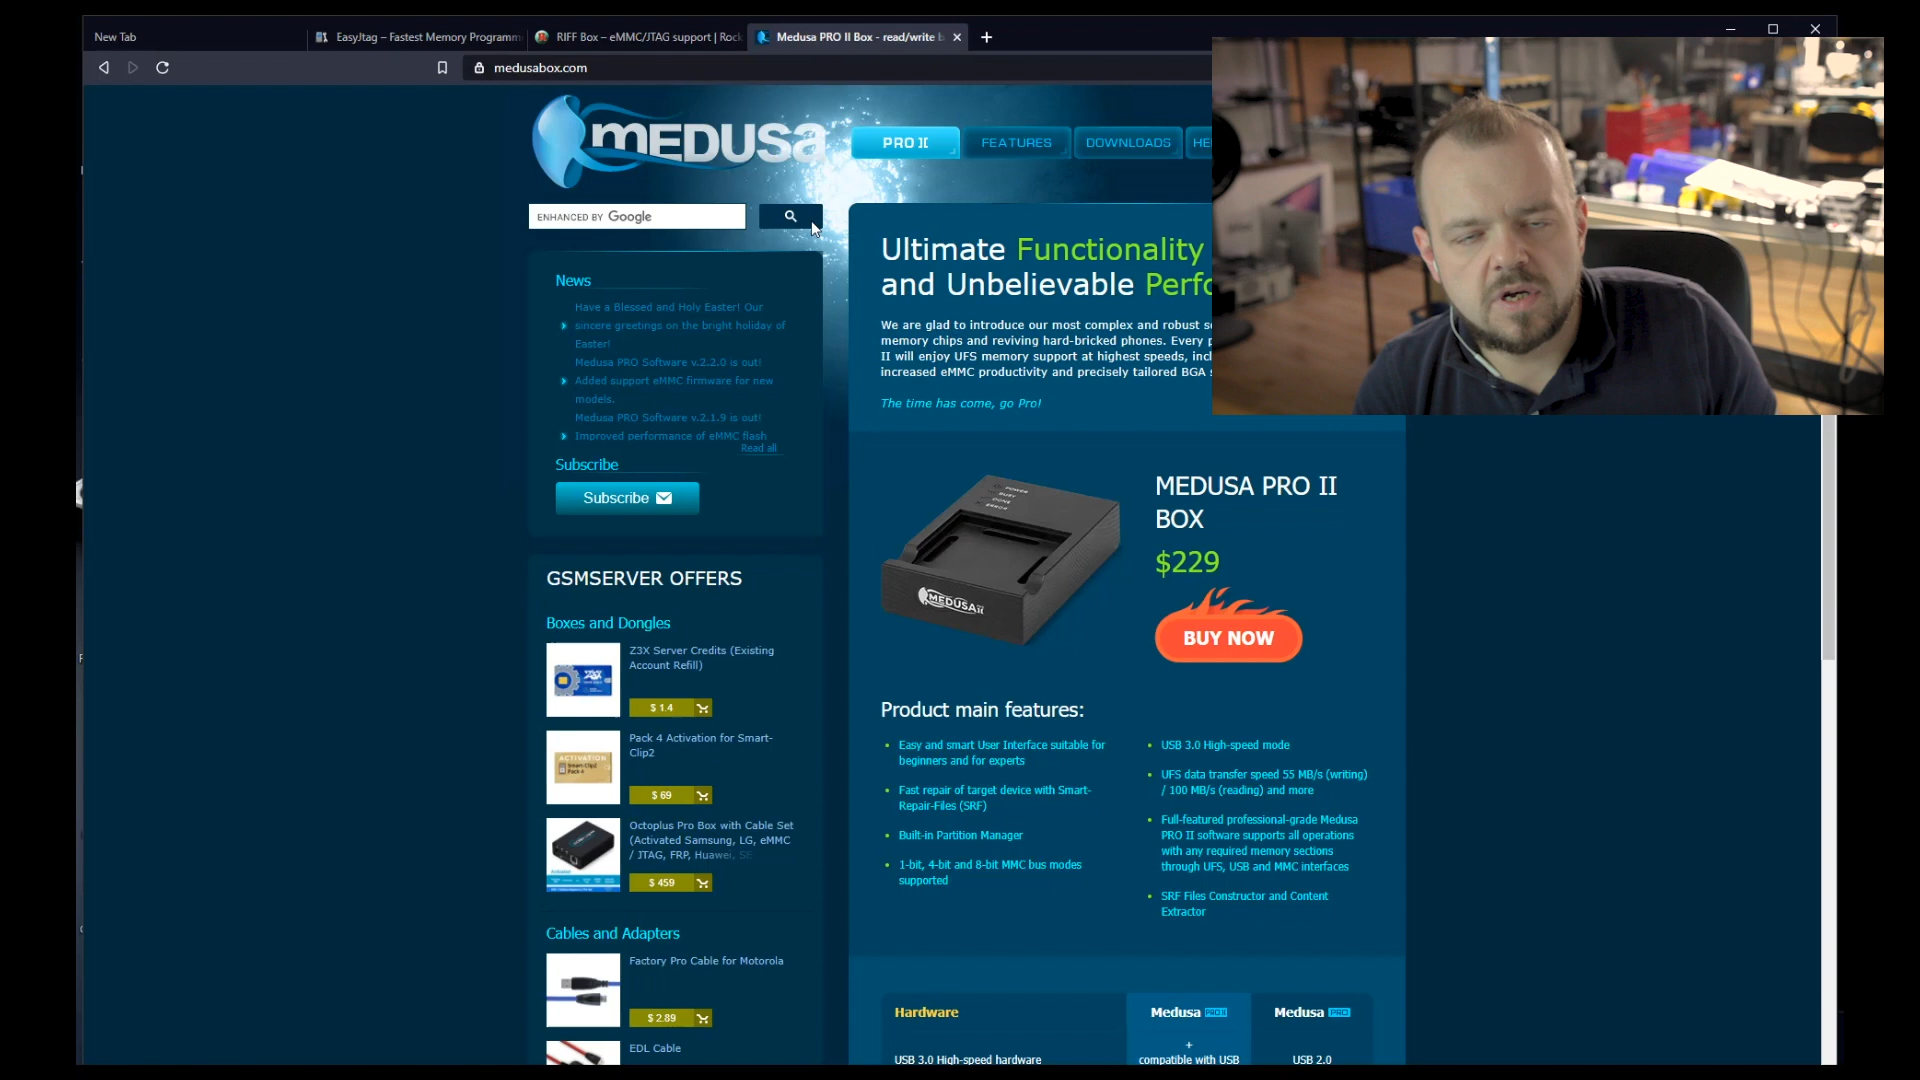 New Tab
EasyJtag – Fastest Memory Programm
RIFF Box – eMMC/JTAG support | Rock
Medusa PRO II Box - read/write b
medusabox.com
MEDUSA
PRO II
FEATURES
DOWNLOADS
HE
ENHANCED BY Google
News
Have a Blessed and Holy Easter! Our
sincere greetings on the bright holiday of
Easter!
Medusa PRO Software v.2.2.0 is out!
Added support eMMC firmware for new
models.
Medusa PRO Software v.2.1.9 is out!
Improved performance of eMMC flash
Read all
Subscribe
Subscribe
GSMSERVER OFFERS
Boxes and Dongles
Z3X Server Credits (Existing
Account Refill)
$ 1.4
Pack 4 Activation for Smart-
Clip2
ACTIVATION
Smart-Clip2
Pack 4
$ 69
Octoplus Pro Box with Cable Set
(Activated Samsung, LG, eMMC
/ JTAG, FRP, Huawei, SE
$ 459
Cables and Adapters
Factory Pro Cable for Motorola
$ 2.89
EDL Cable
Ultimate Functionality
and Unbelievable Perfo
We are glad to introduce our most complex and robust s
memory chips and reviving hard-bricked phones. Every p
II will enjoy UFS memory support at highest speeds, incl
increased eMMC productivity and precisely tailored BGA s
The time has come, go Pro!
POWER
BUSY
DONE
ERROR
MEDUSA II
MEDUSA PRO II
BOX
$229
BUY NOW
Product main features:
Easy and smart User Interface suitable for
beginners and for experts
Fast repair of target device with Smart-
Repair-Files (SRF)
Built-in Partition Manager
1-bit, 4-bit and 8-bit MMC bus modes
supported
USB 3.0 High-speed mode
UFS data transfer speed 55 MB/s (writing)
/ 100 MB/s (reading) and more
Full-featured professional-grade Medusa
PRO II software supports all operations
with any required memory sections
through UFS, USB and MMC interfaces
SRF Files Constructor and Content
Extractor
Hardware
Medusa PRO II
Medusa PRO
USB 3.0 High-speed hardware
+
compatible with USB
USB 2.0